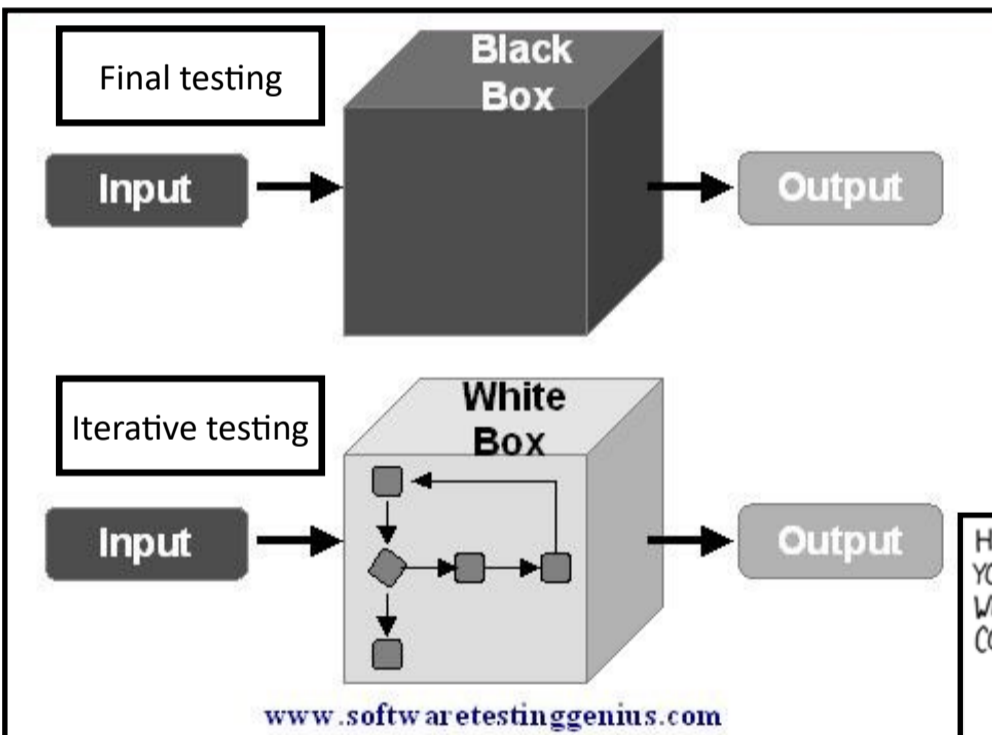 Final testing
Black
Box
Input
Output
Iterative testing
White
Box
Input
Output
www.softwaretestinggenius.com